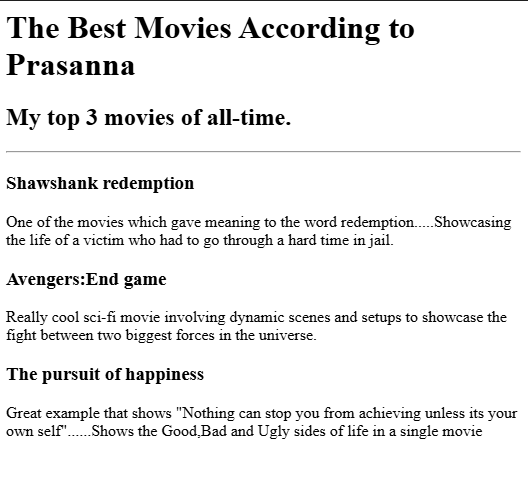 The Best Movies According to
Prasanna
My top 3 movies of all-time.
Shawshank redemption
One of the movies which gave meaning to the word redemption.....Showcasing
the life of a victim who had to go through a hard time in jail.
Avengers:End game
Really cool sci-fi movie involving dynamic scenes and setups to showcase the
fight between two biggest forces in the universe.
The pursuit of happiness
Great example that shows "Nothing can stop you from achieving unless its your
own self"......Shows the Good,Bad and Ugly sides of life in a single movie